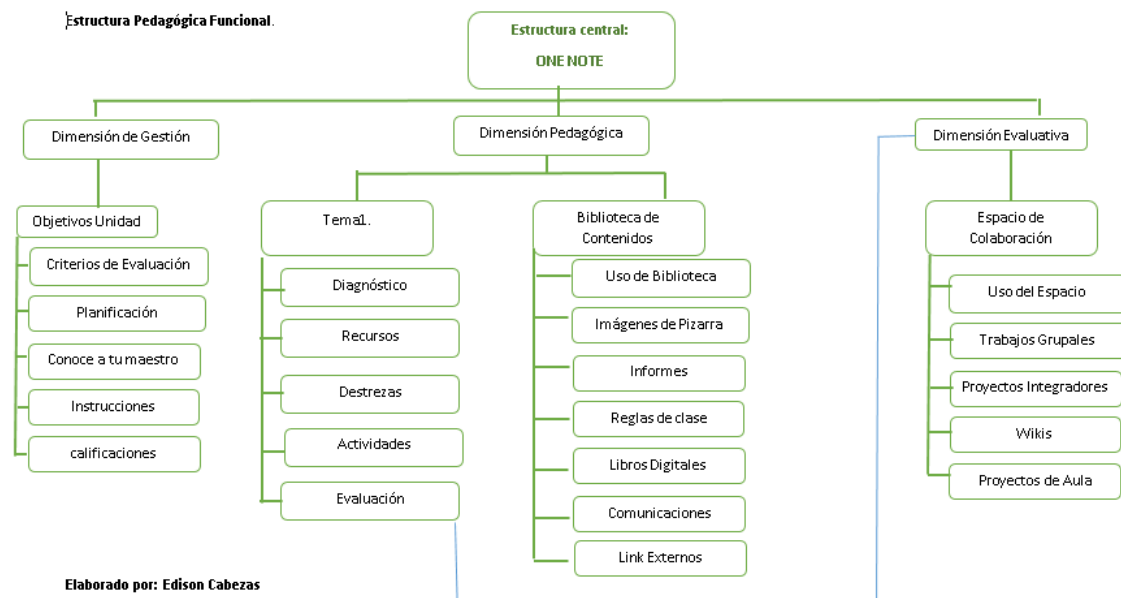 Estructura Pedagógica Funcional.
Estructura central:
ONE NOTE
Dimensión de Gestión
Dimensión Pedagógica
Dimensión Evaluativa
Objetivos Unidad
Criterios de Evaluación
Planificación
Conoce a tu maestro
Instrucciones
calificaciones
Tema1.
Diagnóstico
Recursos
Destrezas
Actividades
Evaluación
Biblioteca de
Contenidos
Uso de Biblioteca
Imágenes de Pizarra
Informes
Reglas de clase
Libros Digitales
Comunicaciones
Link Externos
Espacio de
Colaboración
Uso del Espacio
Trabajos Grupales
Proyectos Integradores
Wikis
Proyectos de Aula
Elaborado por: Edison Cabezas